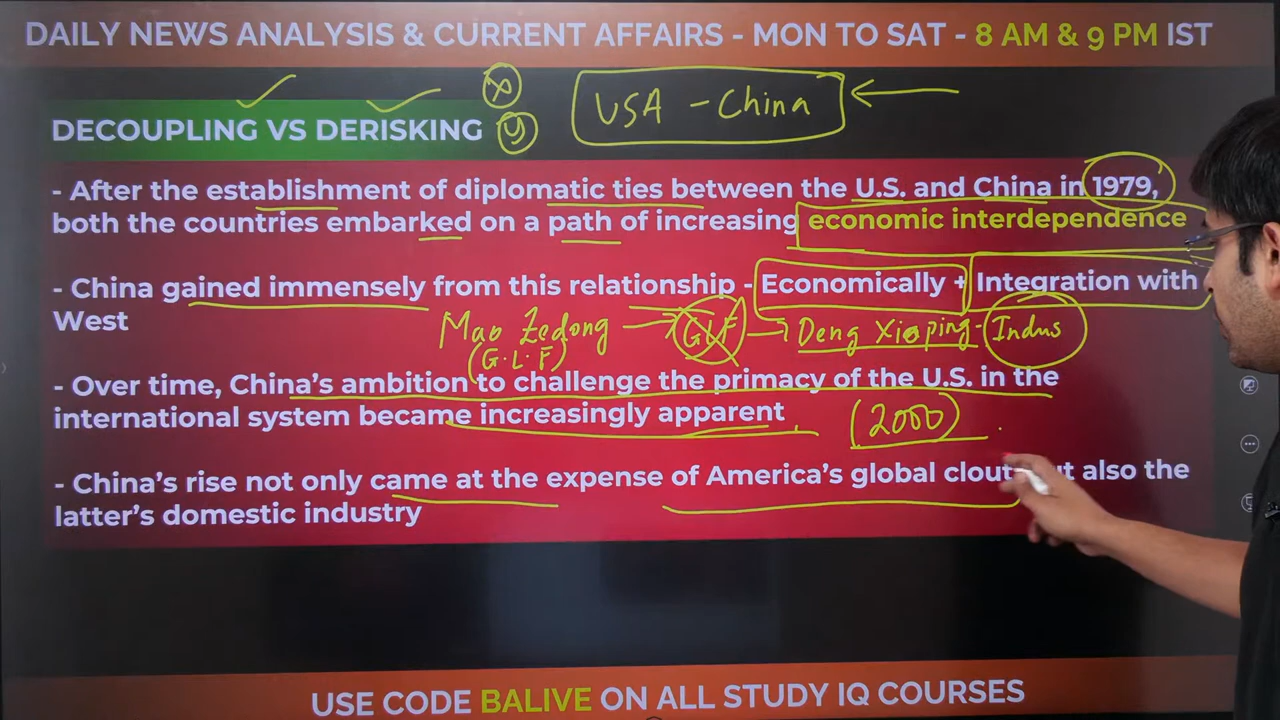 DAILY NEWS ANALYSIS & CURRENT AFFAIRS - MON TO SAT - 8 AM & 9 PM IST
USA - China
DECOUPLING VS DERISKING
- After the establishment of diplomatic ties between the U.S. and China in 1979,
both the countries embarked on a path of increasing economic interdependence
- China gained immensely from this relationship - Economically + Integration with
West
Mao Zedong → GLF → Deng Xioping - Indus
(G.L.F)
- Over time, China's ambition to challenge the primacy of the U.S. in the
international system became increasingly apparent
(2000)
- China's rise not only came at the expense of America's global clout also the
latter's domestic industry
USE CODE BALIVE ON ALL STUDY IQ COURSES